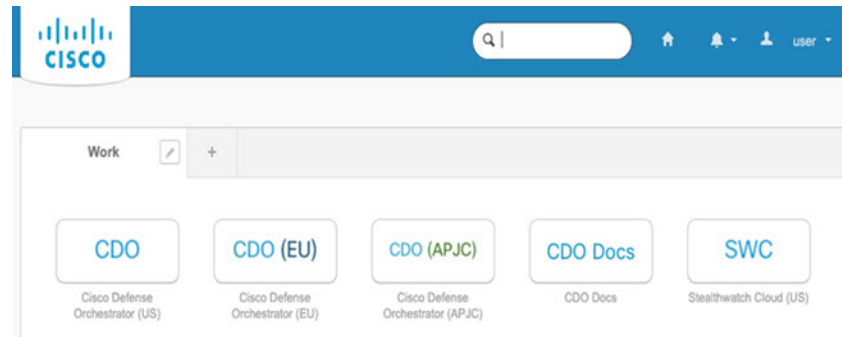 CISCO
user
Work
+
CDO
CDO (EU)
CDO (APJC)
CDO Docs
SWC
Cisco Defense
Orchestrator (US)
Cisco Defense
Orchestrator (EU)
Cisco Defense
Orchestrator (APJC)
CDO Docs
Stealthwatch Cloud (US)